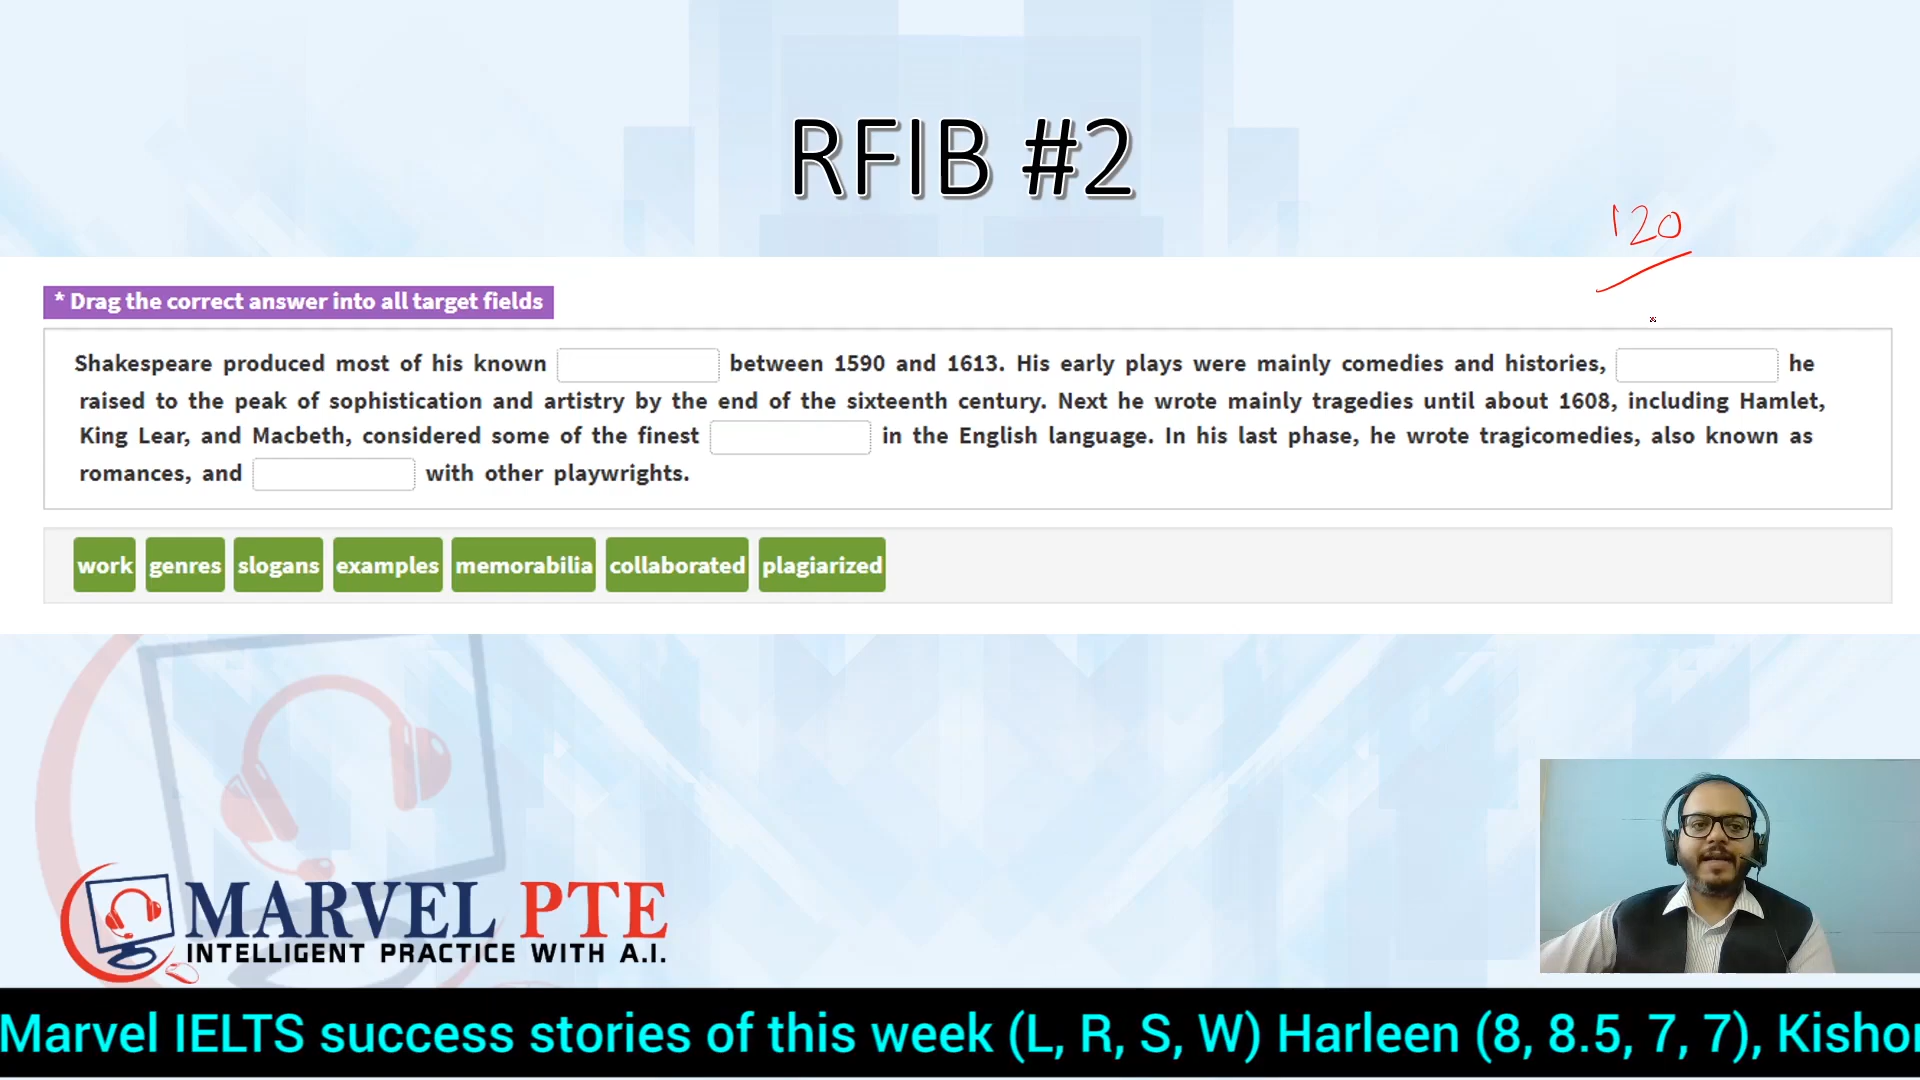 RFIB #2
120
* Drag the correct answer into all target fields
Shakespeare produced most of his known between 1590 and 1613. His early plays were mainly comedies and histories, he
raised to the peak of sophistication and artistry by the end of the sixteenth century. Next he wrote mainly tragedies until about 1608, including Hamlet,
King Lear, and Macbeth, considered some of the finest in the English language. In his last phase, he wrote tragicomedies, also known as
romances, and with other playwrights.
work genres slogans examples memorabilia collaborated plagiarized
MARVEL PTE
INTELLIGENT PRACTICE WITH A.I.
Marvel IELTS success stories of this week (L, R, S, W) Harleen (8, 8.5, 7, 7), Kishor